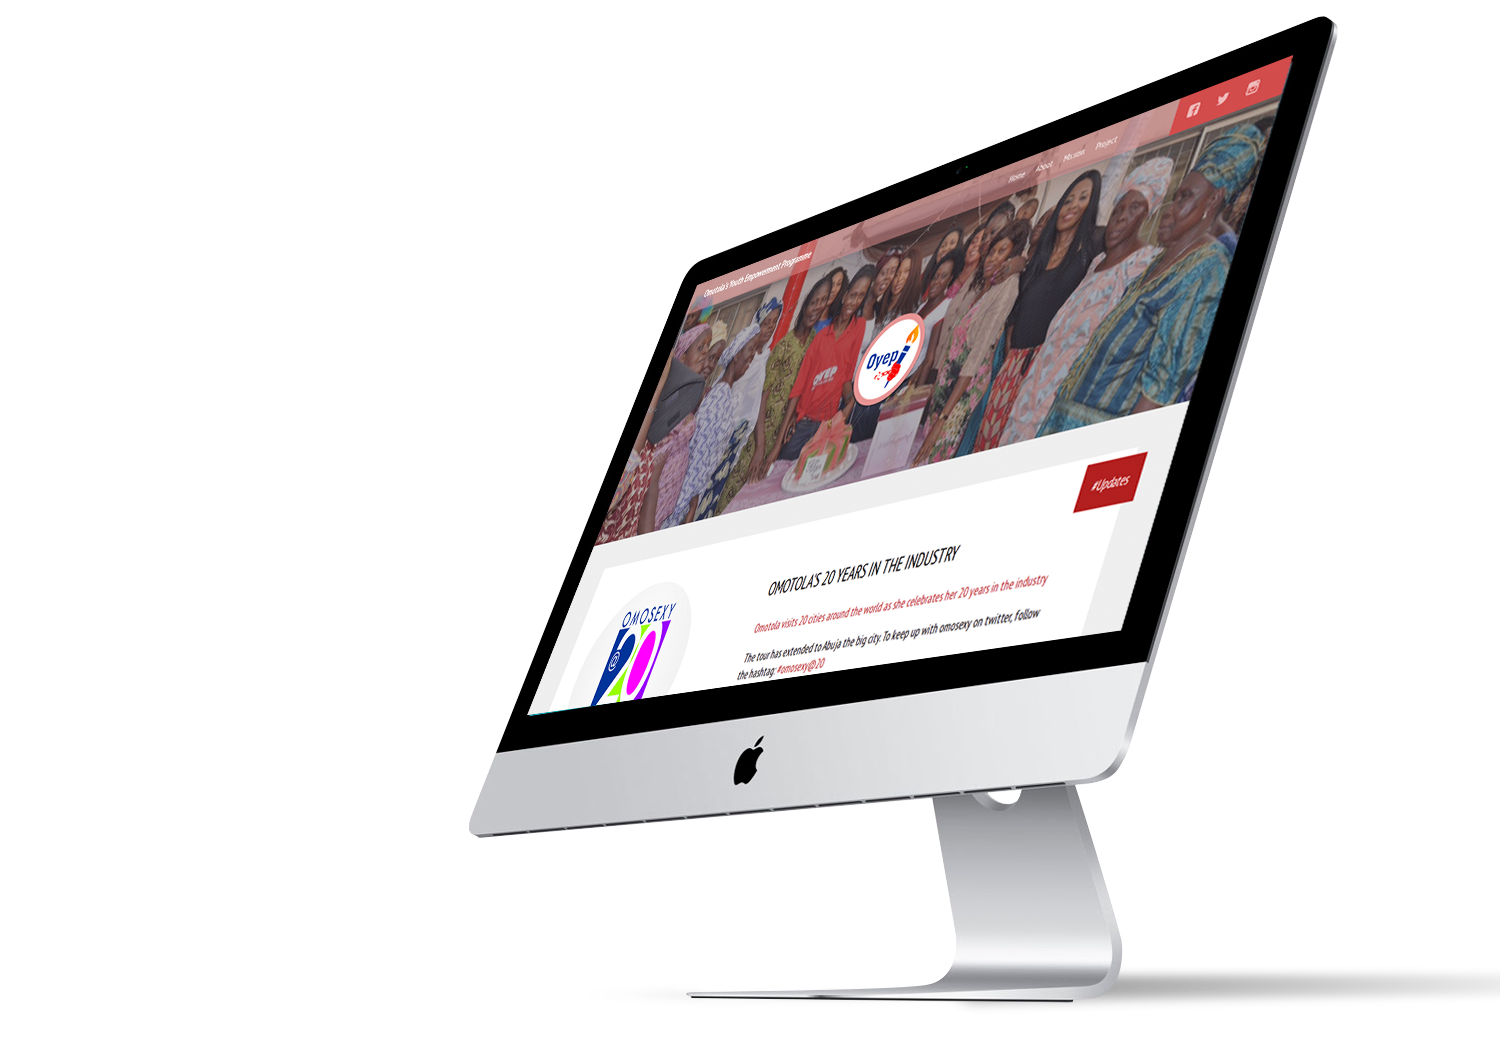 Omotola's Youth Empowerment Programme
Home About Mission Project
OYEP
Oyep
#Updates
OMOTOLA'S 20 YEARS IN THE INDUSTRY
Omotola visits 20 cities around the world as she celebrates her 20 years in the industry
The tour has extended to Abuja the big city. To keep up with omosexy on twitter, follow
the hashtag: #omosexy@20
OMOSEXY
20